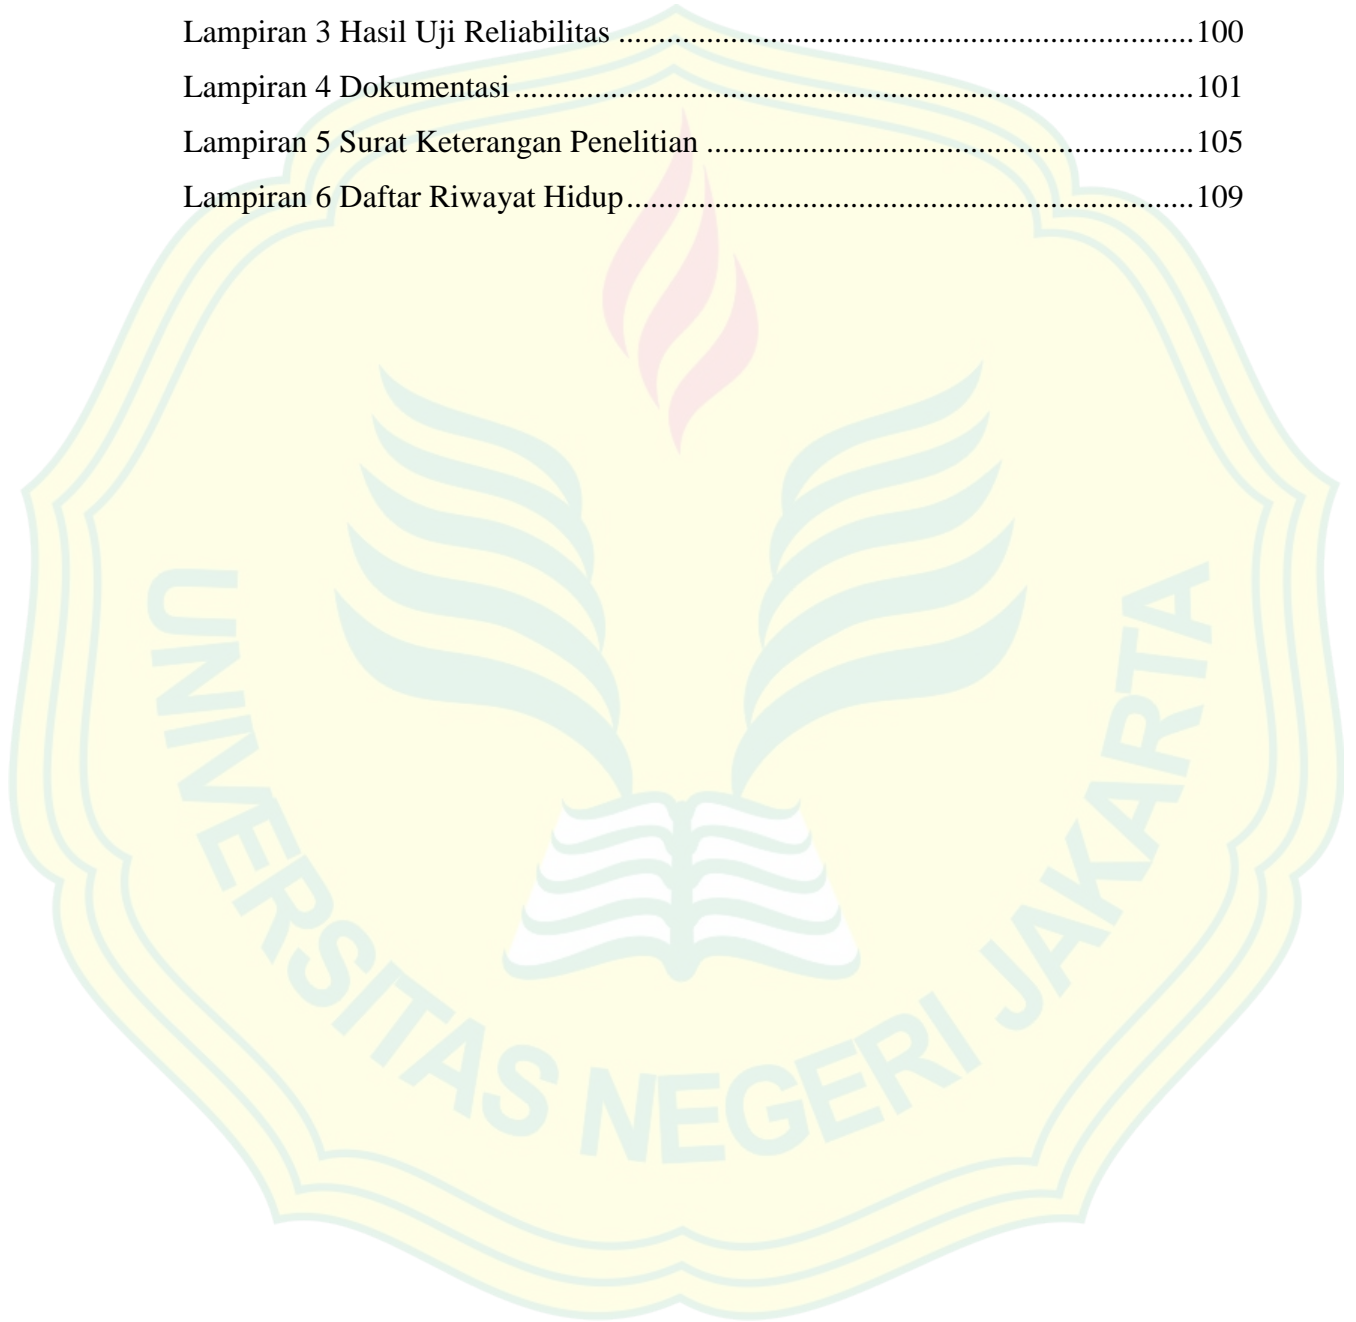 Lampiran 3 Hasil Uji Reliabilitas ........................................................................100
Lampiran 4 Dokumentasi.....................................................................................101
Lampiran 5 Surat Keterangan Penelitian .............................................................105
Lampiran 6 Daftar Riwayat Hidup.......................................................................109
UNIVERSITAS NEGERI JAKARTA